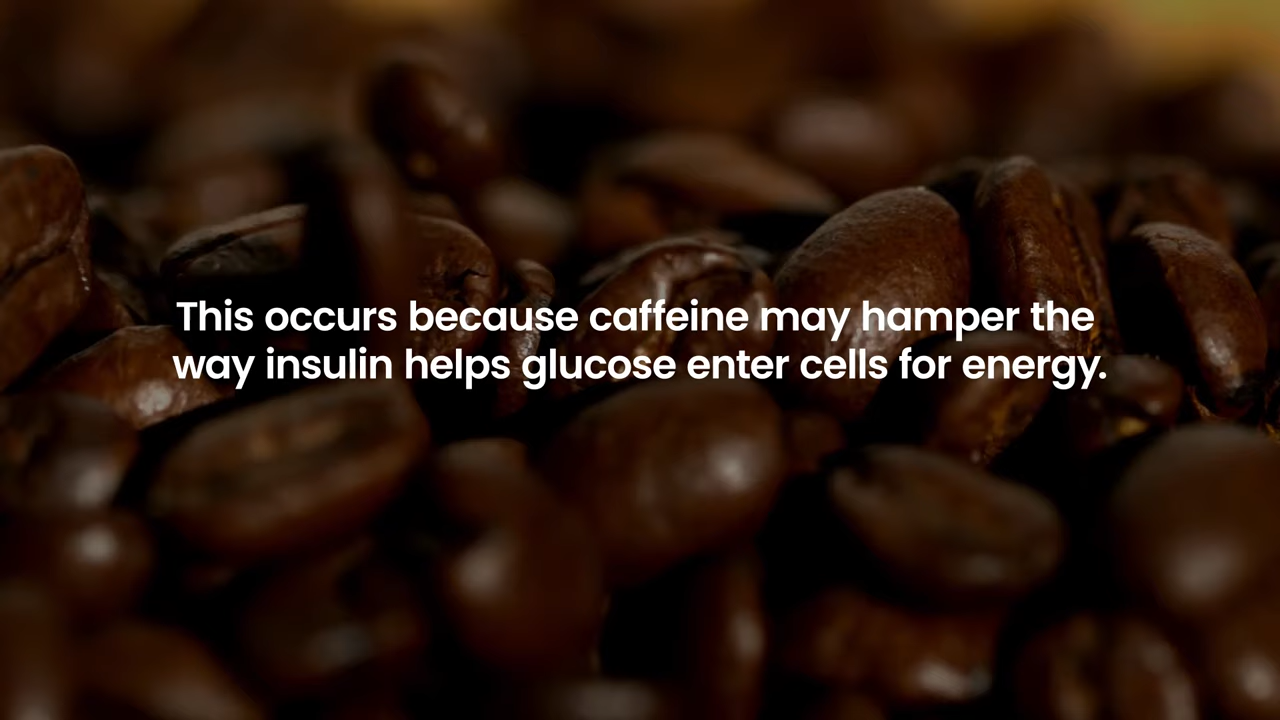 This occurs because caffeine may hamper the
way insulin helps glucose enter cells for energy.